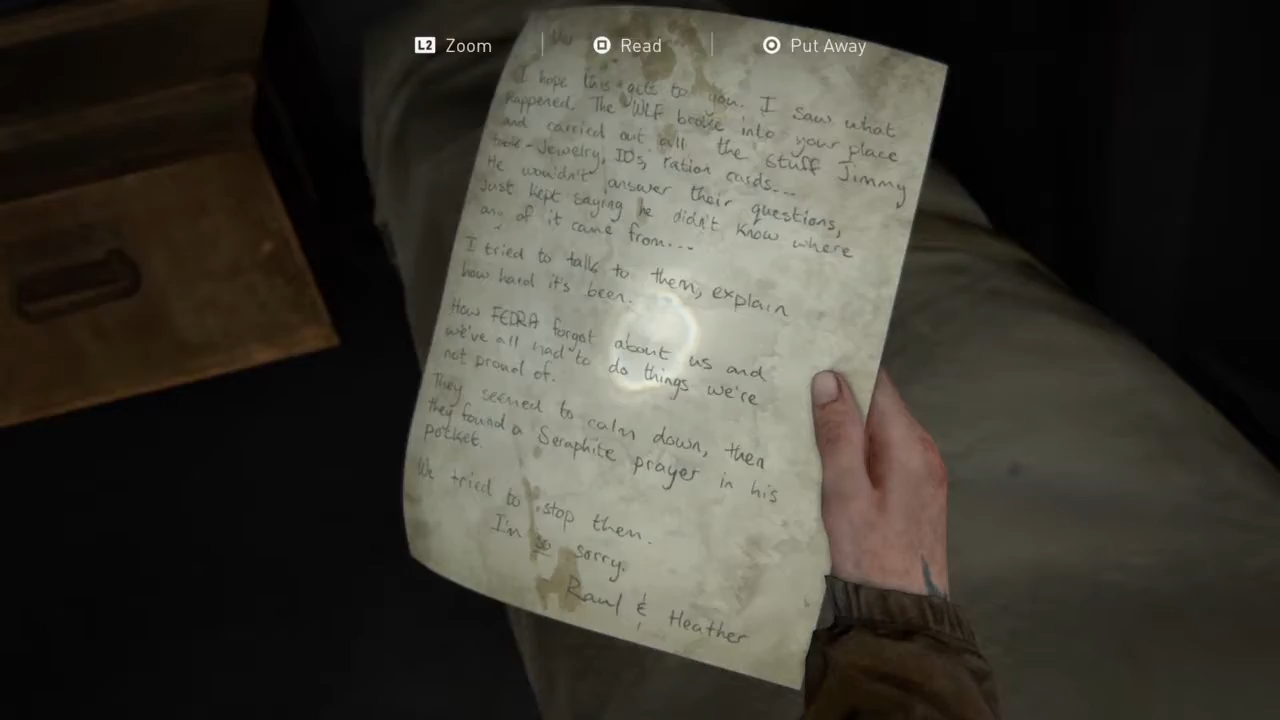 L2 Zoom
Read
Put Away
I hope this gets to you. I saw what
happened. The WLF broke into your place
and carried out all the stuff Jimmy
took - Jewelry, IDs, ration cards...
He wouldn't answer their questions,
Just kept saying he didn't know where
any of it came from...
I tried to talk to them, explain
how hard it's been.
How FEDRA forgot about us and
we've all had to do things we're
not proud of.
They seemed to calm down, then
they found a Seraphite prayer in his
pocket.
We tried to stop them.
I'm so sorry.
Raul & Heather